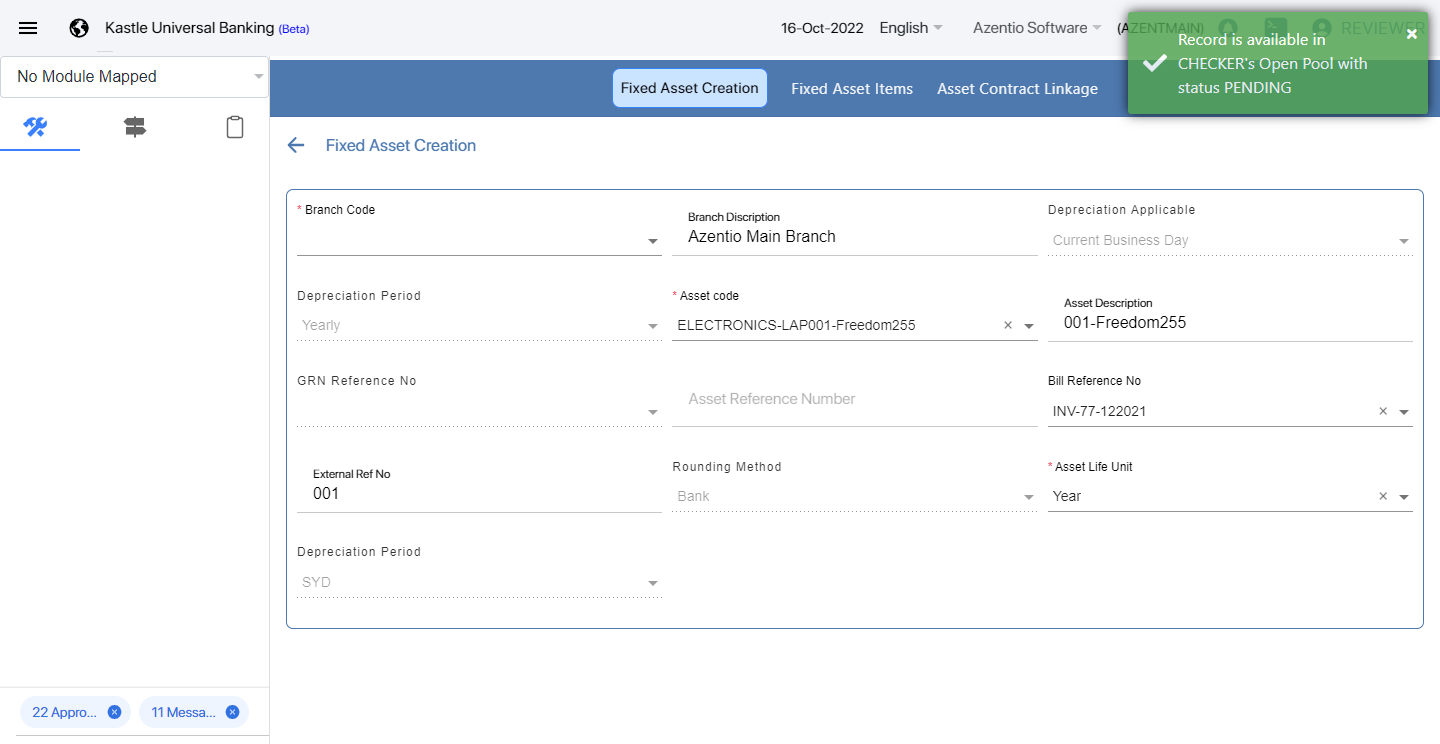 Kastle Universal Banking (Beta)
16-Oct-2022
English
Azentio Software
(AZENTMAIN)
REVIEWER
Record is available in
CHECKER's Open Pool with
status PENDING
No Module Mapped
Fixed Asset Creation
Fixed Asset Items
Asset Contract Linkage
Fixed Asset Creation
* Branch Code
Branch Discription
Azentio Main Branch
Depreciation Applicable
Current Business Day
Depreciation Period
Yearly
* Asset code
ELECTRONICS-LAP001-Freedom255
Asset Description
001-Freedom255
GRN Reference No
Asset Reference Number
Bill Reference No
INV-77-122021
External Ref No
001
Rounding Method
Bank
* Asset Life Unit
Year
Depreciation Period
SYD
22 Appro...
11 Messa...